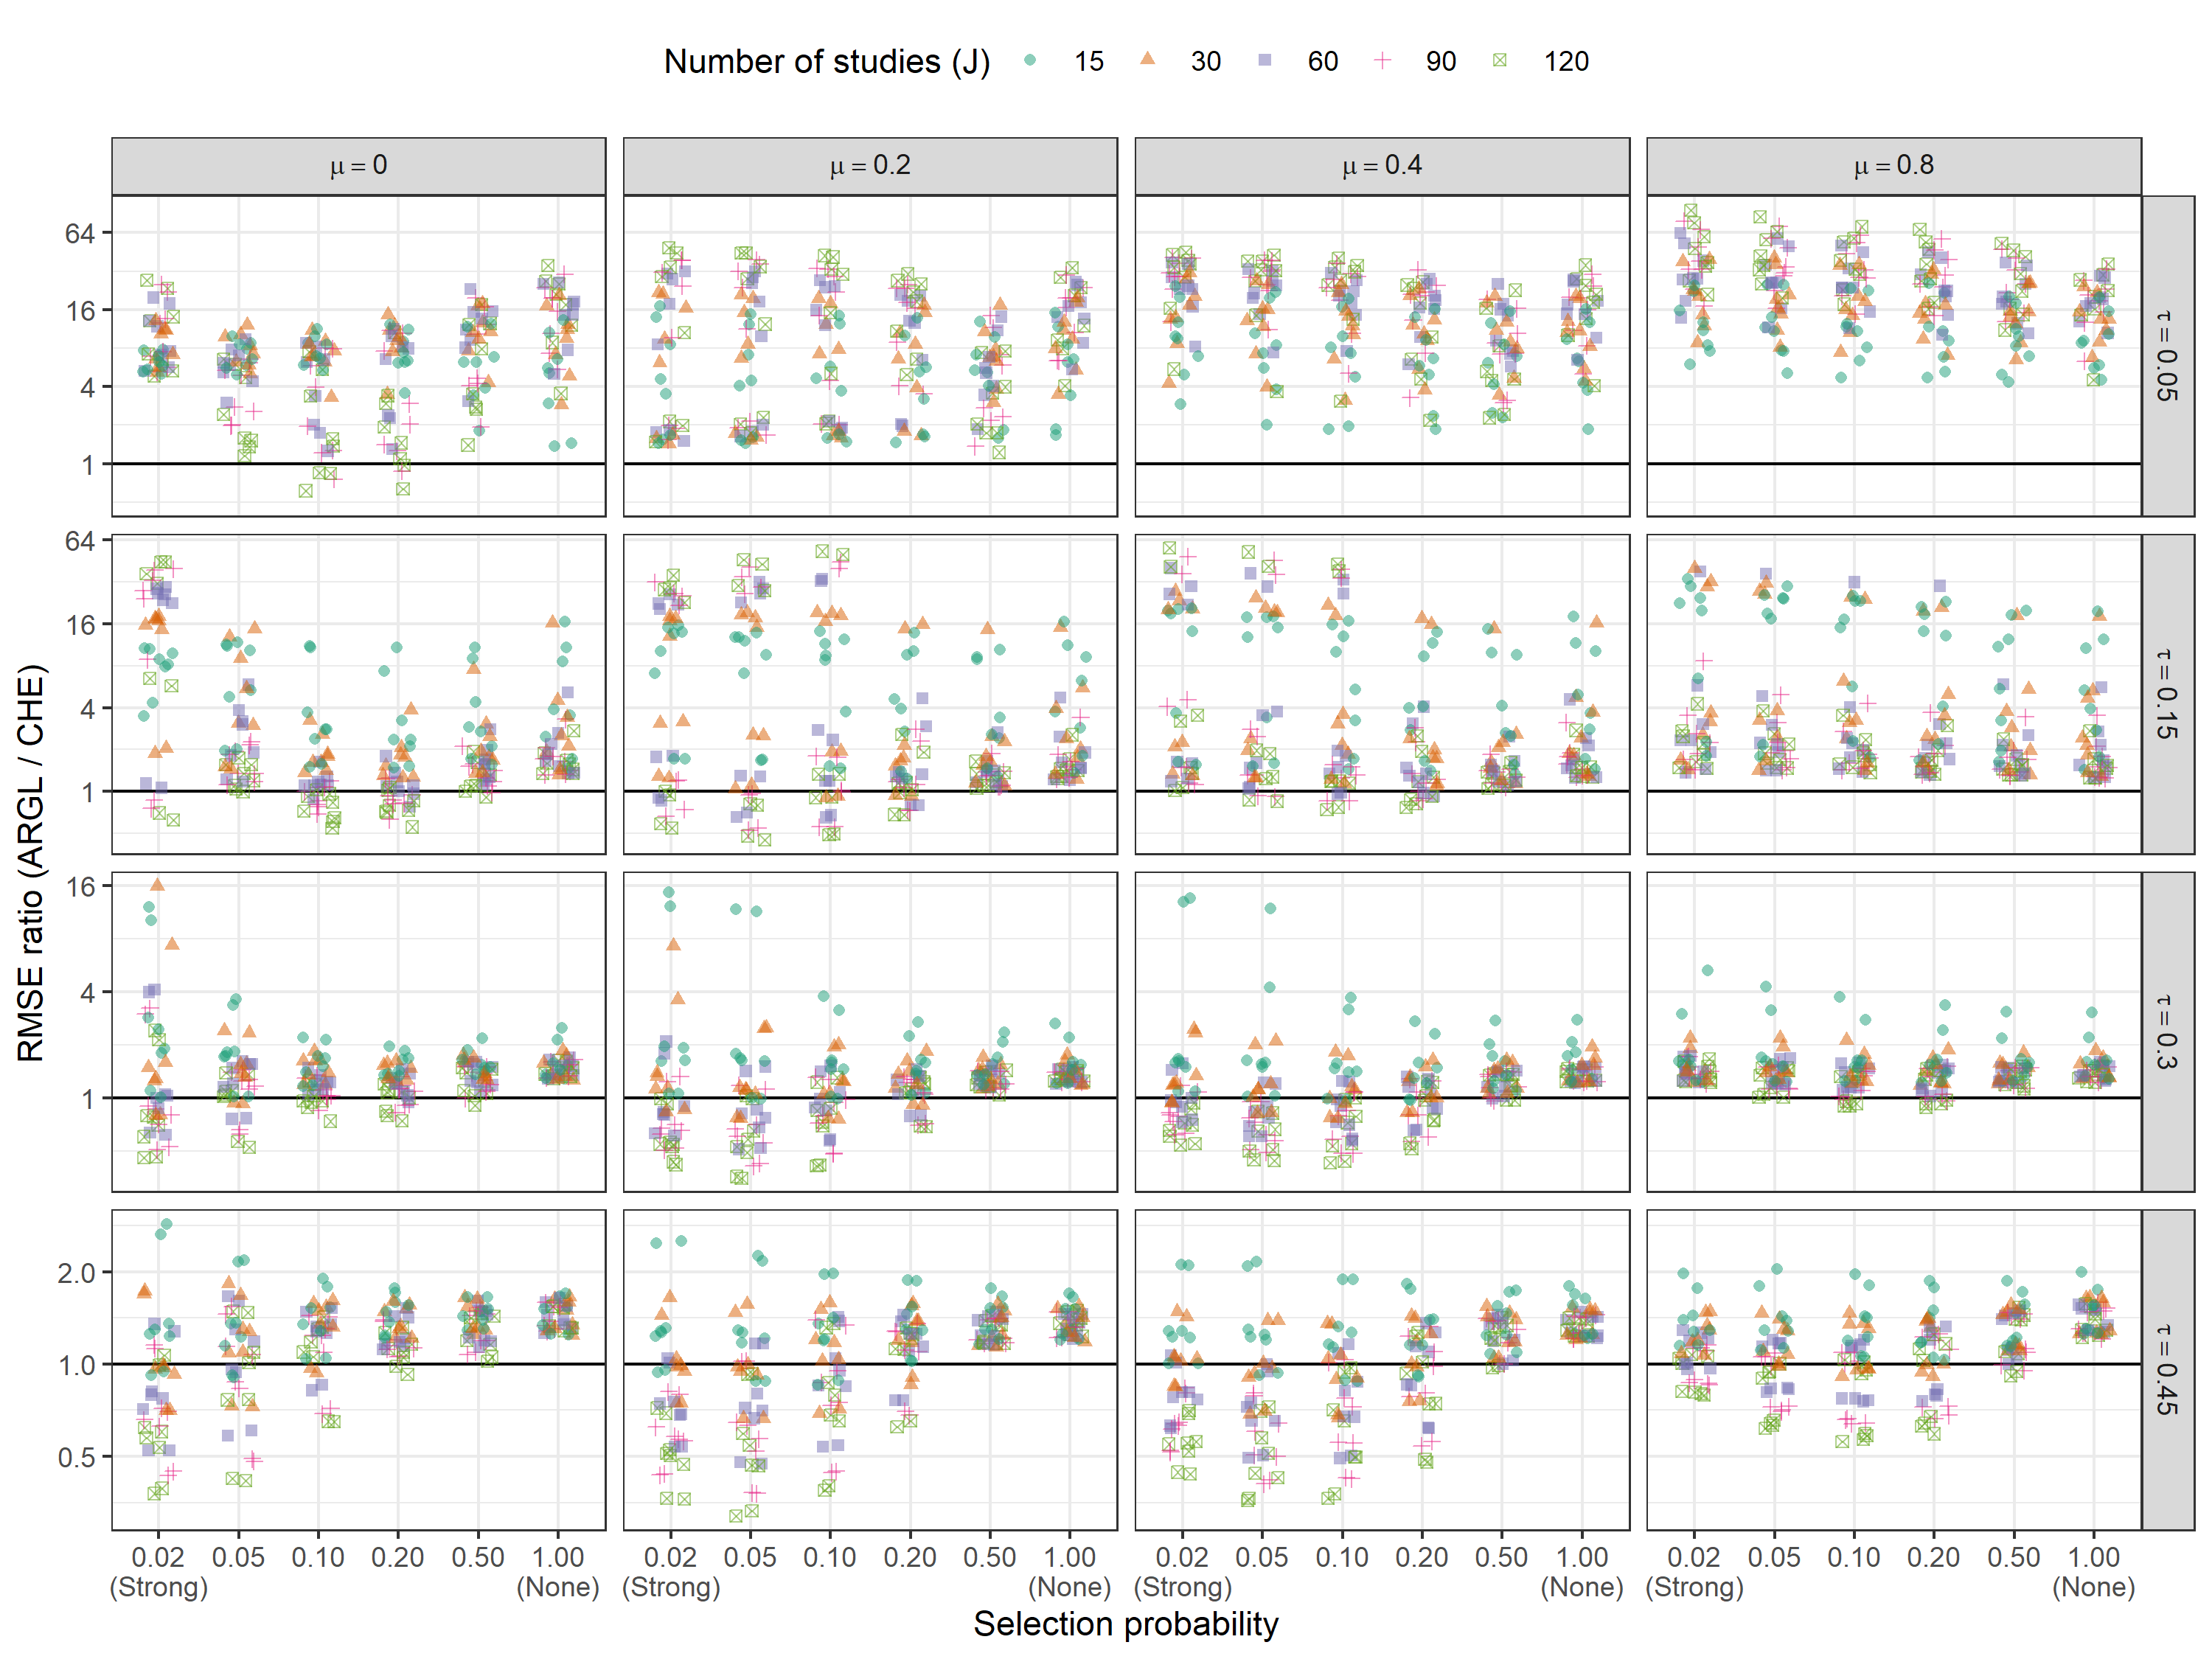 Number of studies (J) 15 30 60 90 120
μ = 0 μ = 0.2 μ = 0.4 μ = 0.8
64
16
4
1
τ = 0.05
64
16
4
1
τ = 0.15
RMSE ratio (ARGL / CHE)
16
4
1
τ = 0.3
2.0
1.0
0.5
τ = 0.45
0.02 0.05 0.10 0.20 0.50 1.00 0.02 0.05 0.10 0.20 0.50 1.00 0.02 0.05 0.10 0.20 0.50 1.00 0.02 0.05 0.10 0.20 0.50 1.00
(Strong) (None) (Strong) (None) (Strong) (None) (Strong) (None)
Selection probability